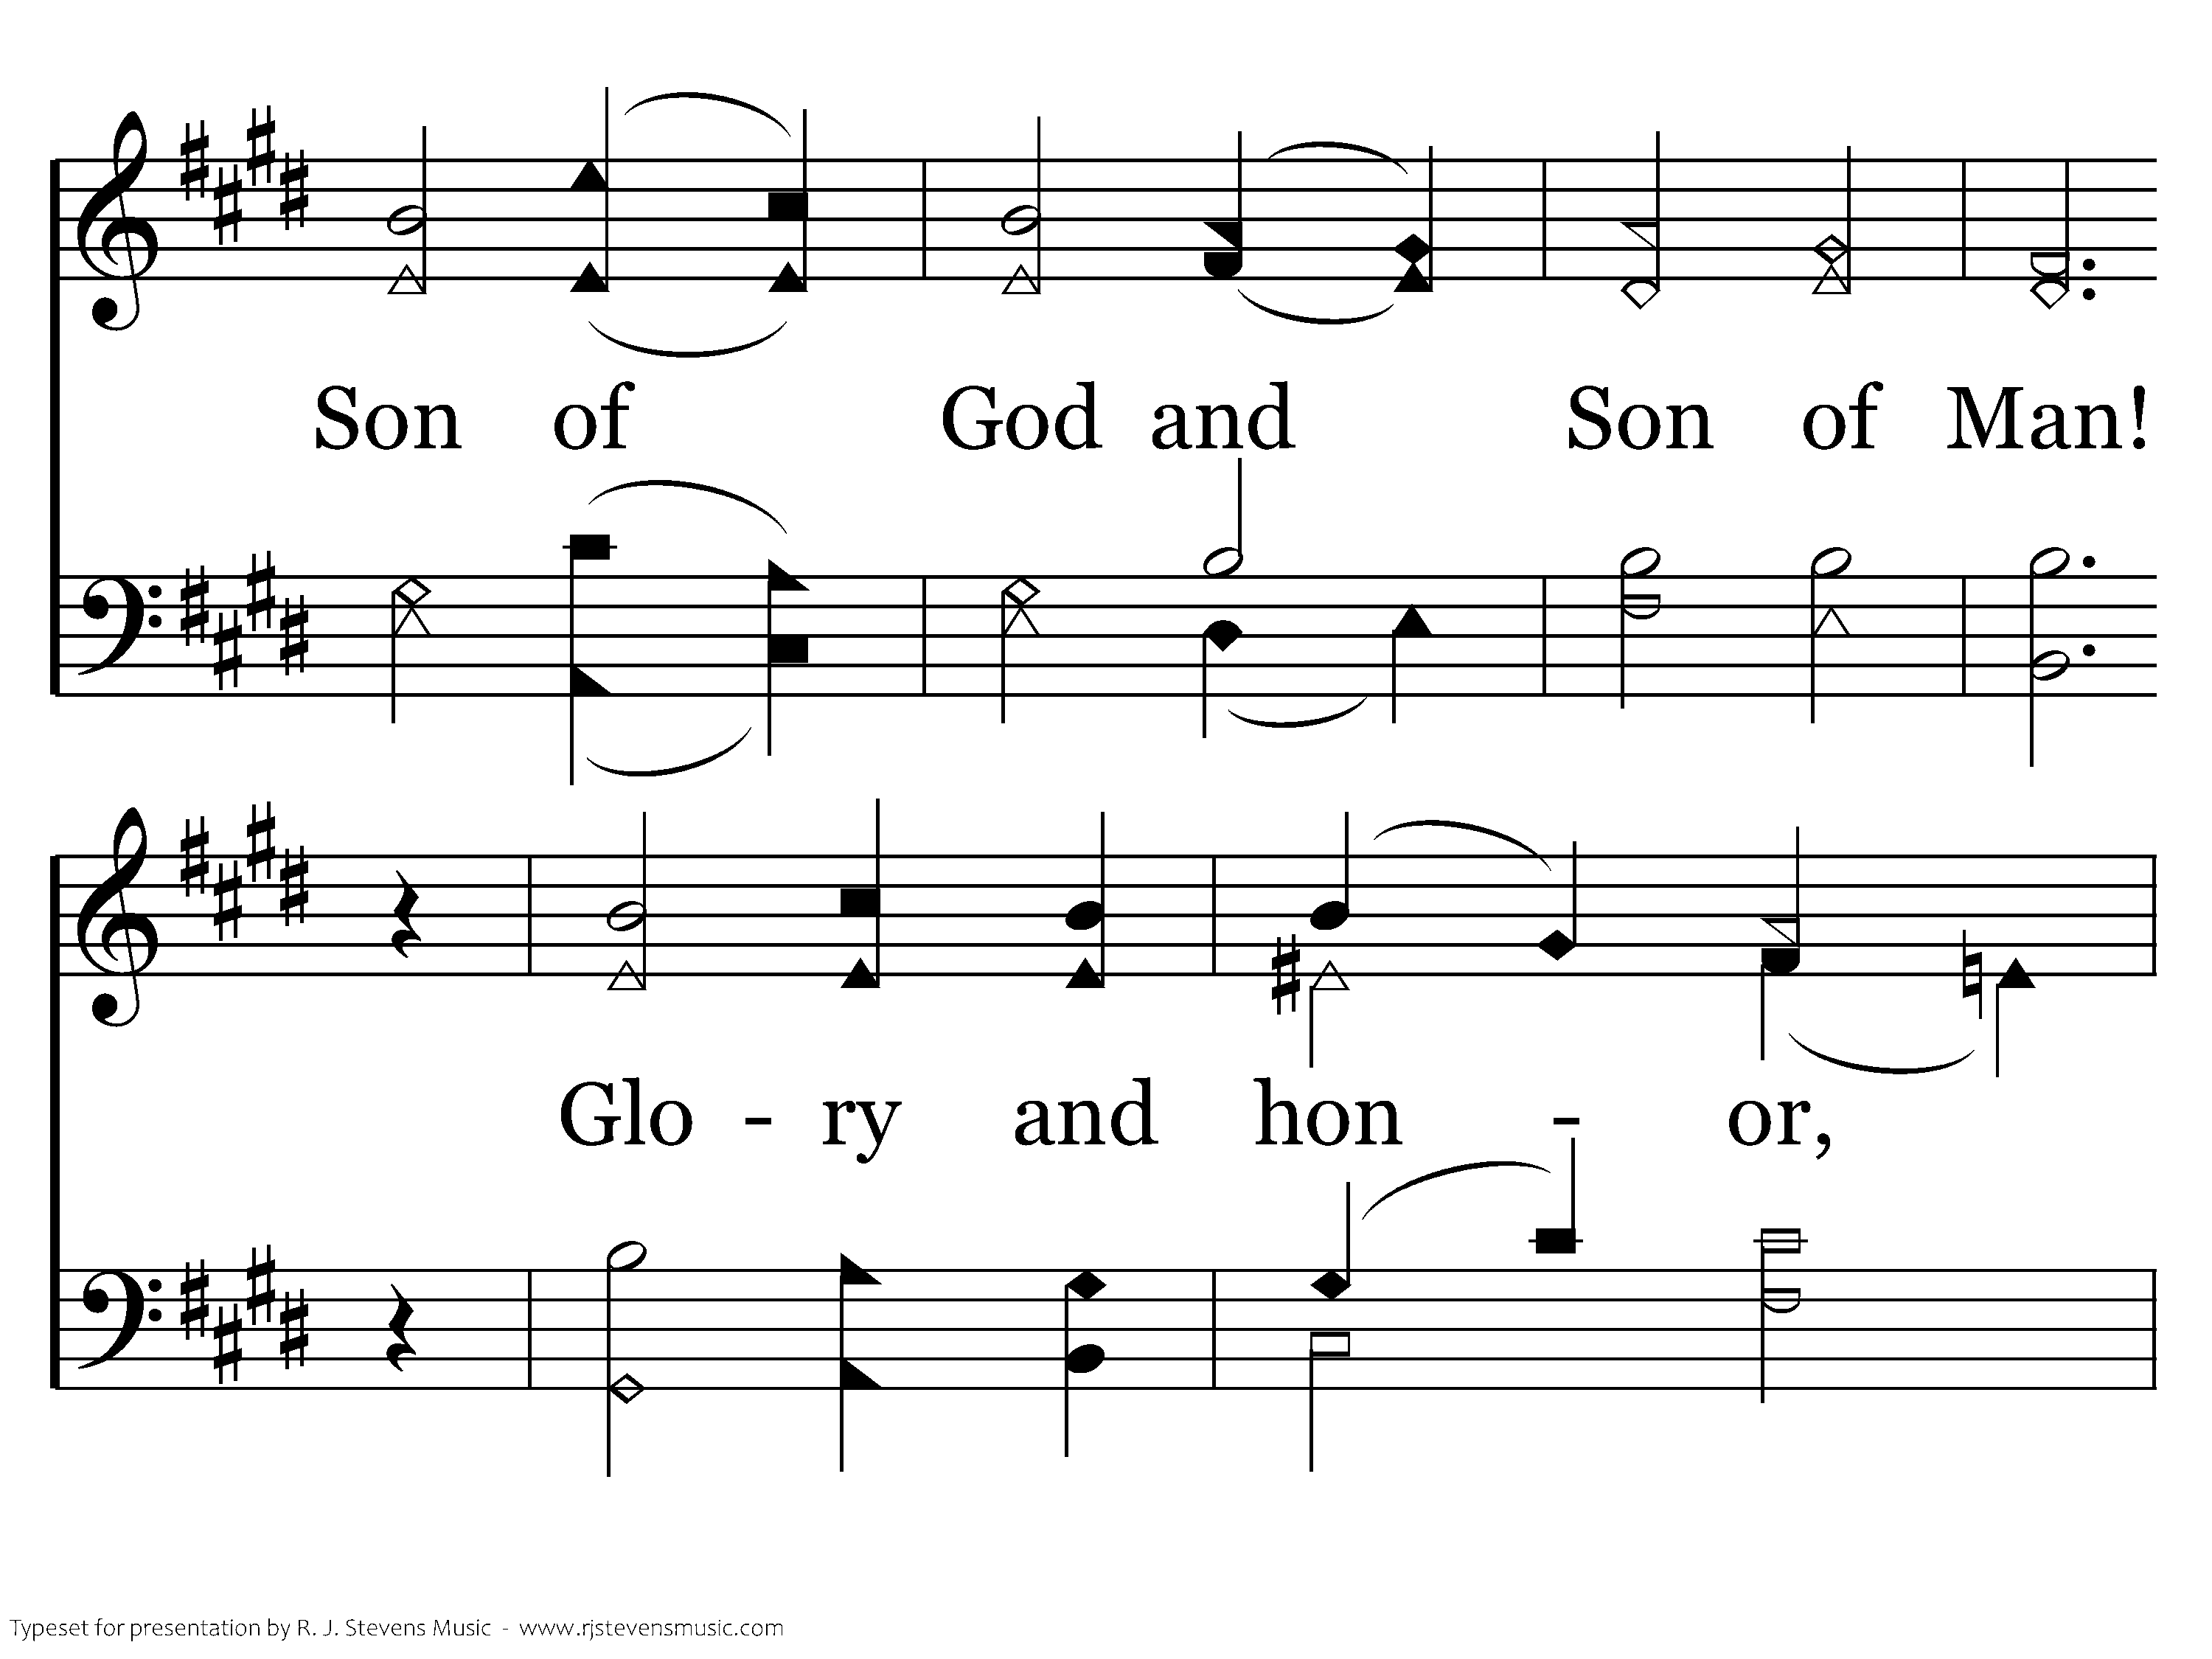 Son of God and Son of Man!
Glo - ry and hon - or,
Typeset for presentation by R. J. Stevens Music - www.rjstevensmusic.com